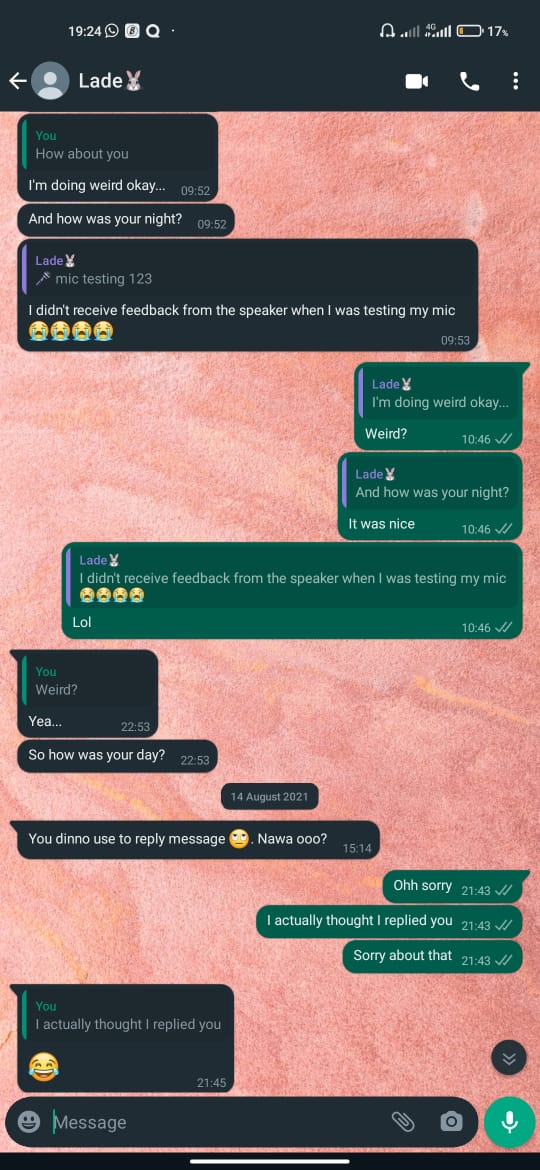 19:24
4G
17%
Lade🐰
You
How about you
I'm doing weird okay...
09:52
And how was your night?
09:52
Lade🐰
🎤 mic testing 123
I didn't receive feedback from the speaker when I was testing my mic
😭😭😭😭
09:53
Lade🐰
I'm doing weird okay...
Weird?
10:46
Lade🐰
And how was your night?
It was nice
10:46
Lade🐰
I didn't receive feedback from the speaker when I was testing my mic
😭😭😭😭
Lol
10:46
You
Weird?
Yea...
22:53
So how was your day?
22:53
14 August 2021
You dinno use to reply message 🙄. Nawa ooo?
15:14
Ohh sorry
21:43
I actually thought I replied you
21:43
Sorry about that
21:43
You
I actually thought I replied you
😂
21:45
Message